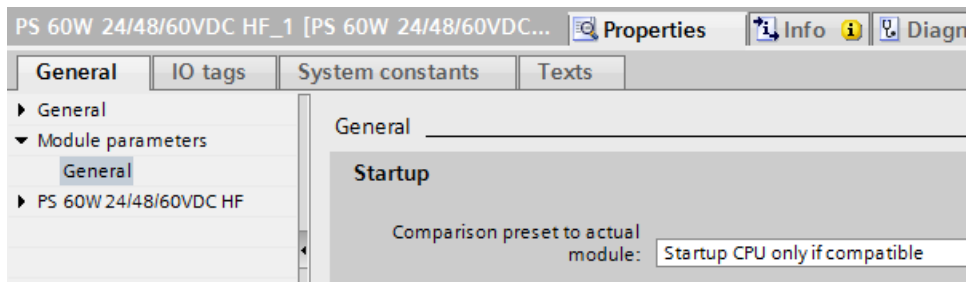 PS 60W 24/48/60VDC HF_1 [PS 60W 24/48/60VDC... Properties Info Diagn
General IO tags System constants Texts
General
Module parameters
General
PS 60W 24/48/60VDC HF
General
Startup
Comparison preset to actual
module: Startup CPU only if compatible